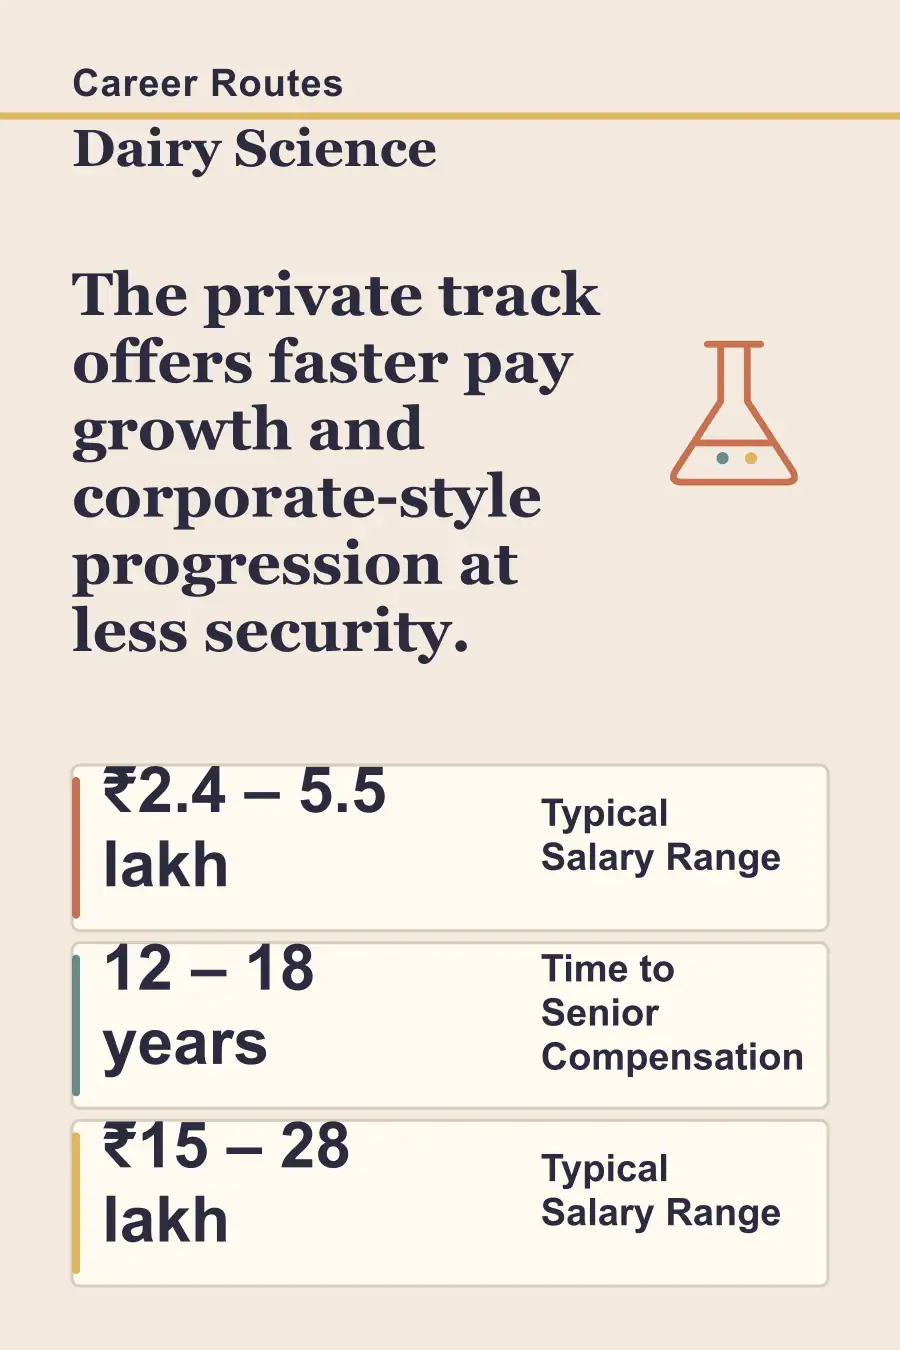 Career Routes
Dairy Science
The private track
offers faster pay
growth and
corporate-style
progression at
less security.
₹2.4 – 5.5
lakh
Typical
Salary Range
12 – 18
years
Time to
Senior
Compensation
₹15 – 28
lakh
Typical
Salary Range